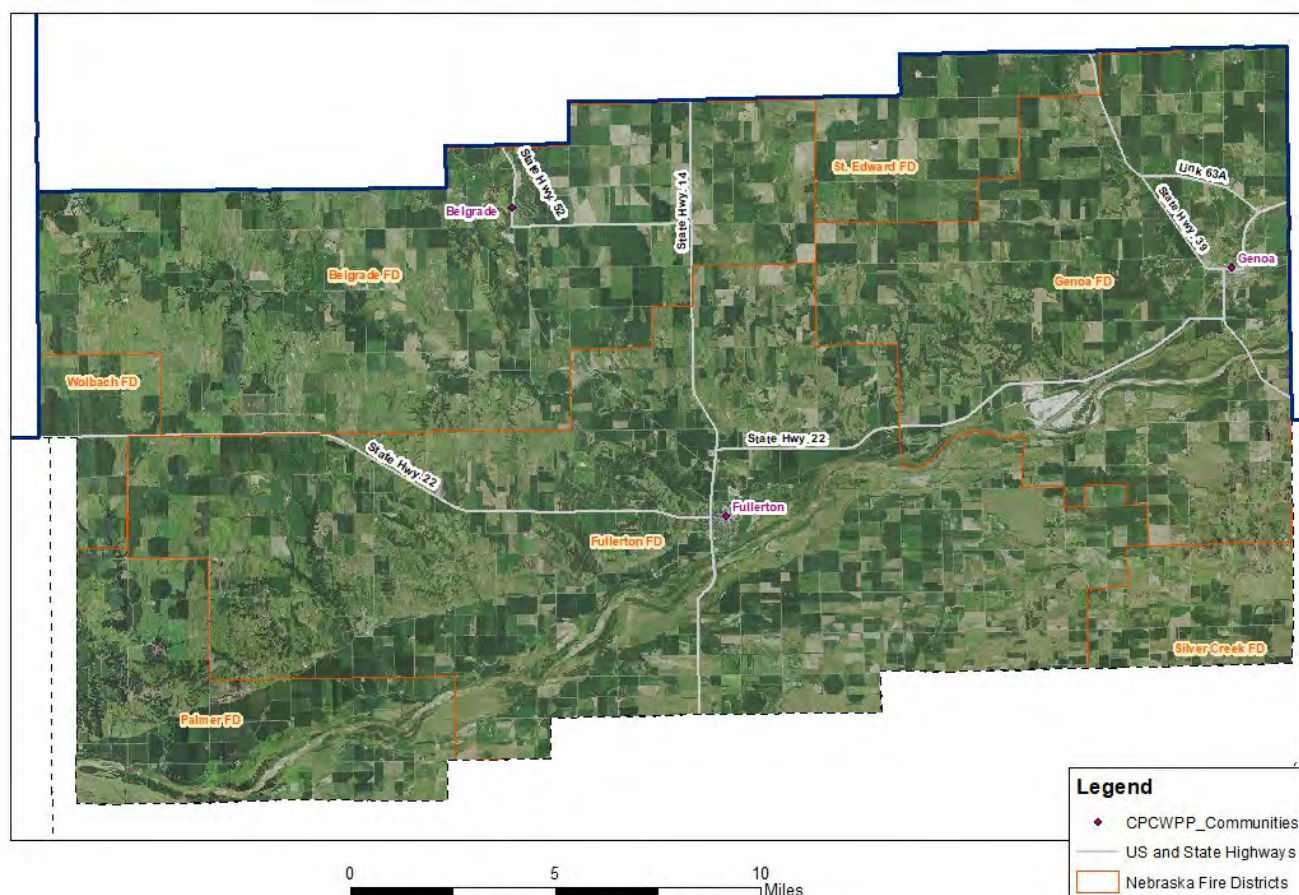 State Hwy. 52
State Hwy. 14
St. Edward FD
Link 63A
State Hwy. 39
Belgrade
Genoa
Belgrade FD
Genoa FD
Wolbach FD
State Hwy. 22
State Hwy. 22
Fullerton
Fullerton FD
Silver Creek FD
Palmer FD
Legend
CPCWPP_Communities
US and State Highways
Nebraska Fire Districts
0 5 10
Miles